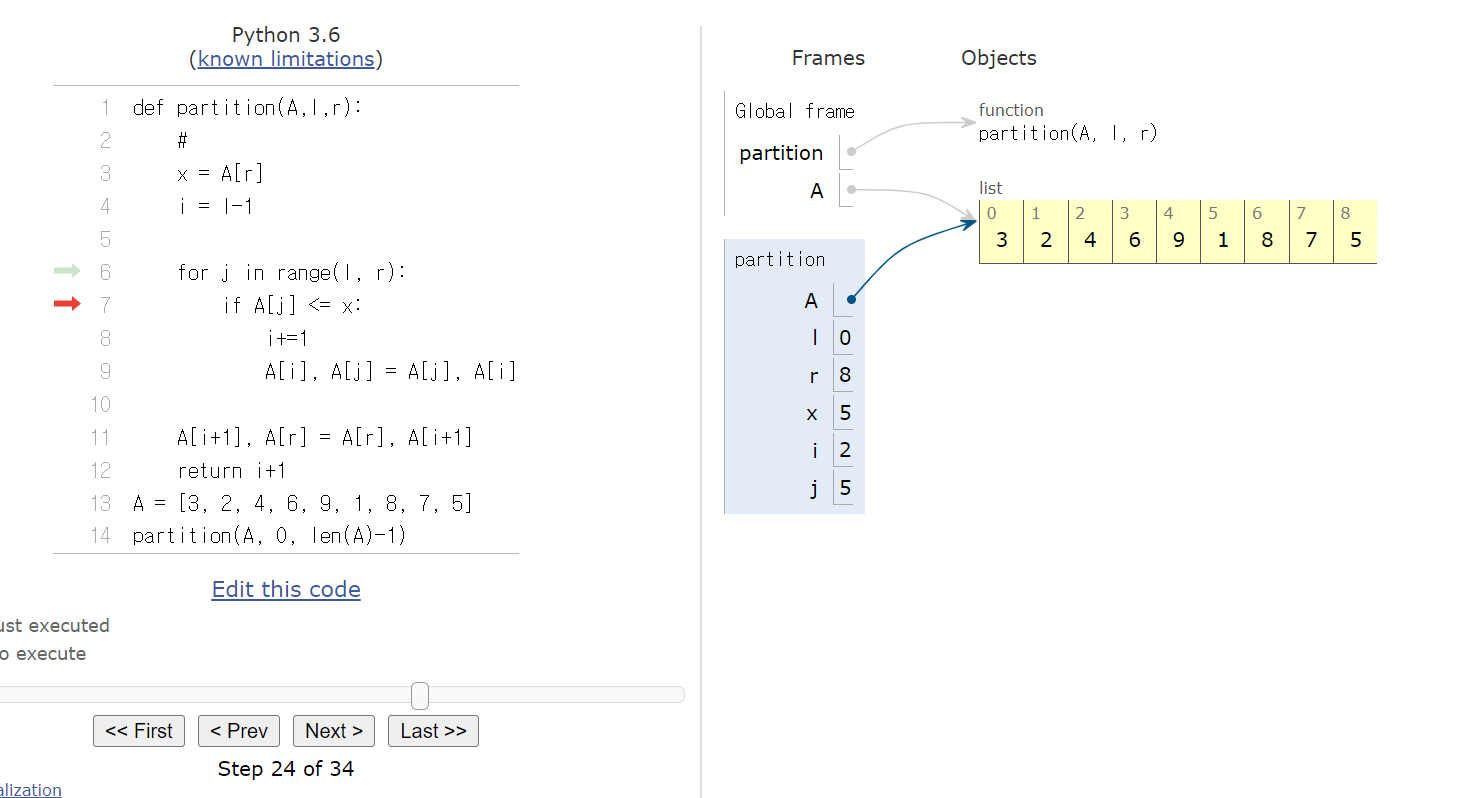 Python 3.6
(known limitations)
1 def partition(A,l,r):
2 #
3 x = A[r]
4 i = l-1
5
6 for j in range(l, r):
7 if A[j] <= x:
8 i+=1
9 A[i], A[j] = A[j], A[i]
10
11 A[i+1], A[r] = A[r], A[i+1]
12 return i+1
13 A = [3, 2, 4, 6, 9, 1, 8, 7, 5]
14 partition(A, 0, len(A)-1)
Edit this code
ust executed
o execute
<< First < Prev Next > Last >>
Step 24 of 34
alization
Frames Objects
Global frame
partition
A
function
partition(A, l, r)
list
0 1 2 3 4 5 6 7 8
3 2 4 6 9 1 8 7 5
partition
A
l 0
r 8
x 5
i 2
j 5